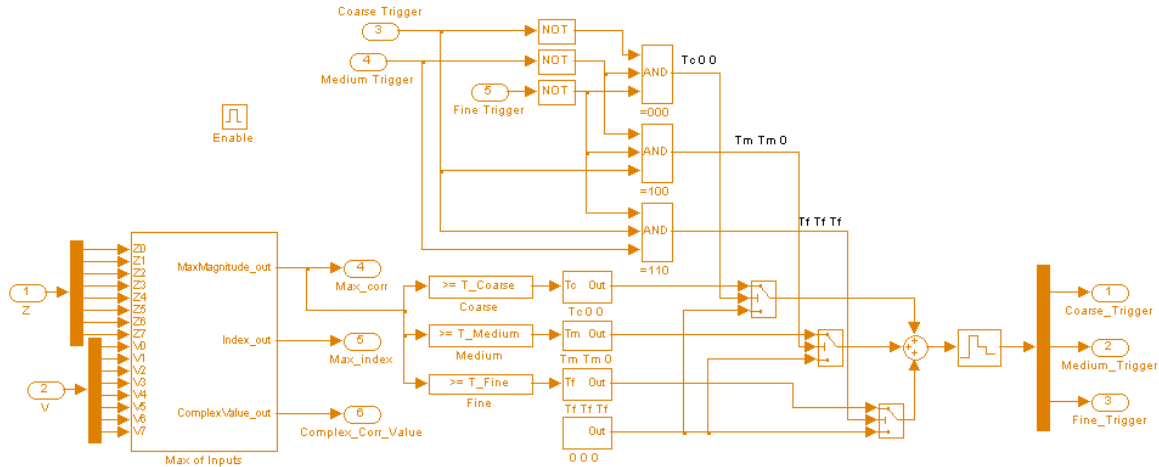 Coarse Trigger
3
NOT
4
NOT
Medium Trigger
5
NOT
Fine Trigger
AND
=000
Tc 0 0
Enable
AND
=100
Tm Tm 0
AND
=110
Tf Tf Tf
1
Z
2
V
Z0
Z1
Z2
Z3
Z4
Z5
Z6
Z7
V0
V1
V2
V3
V4
V5
V6
V7
MaxMagnitude_out
Index_out
ComplexValue_out
Max of Inputs
4
Max_corr
5
Max_index
6
Complex_Corr_Value
>= T_Coarse
Coarse
>= T_Medium
Medium
>= T_Fine
Fine
Tc Out
Tc 0 0
Tm Out
Tm Tm 0
Tf Out
Tf Tf Tf
Out
0 0 0
+
+
+
1
Coarse_Trigger
2
Medium_Trigger
3
Fine_Trigger